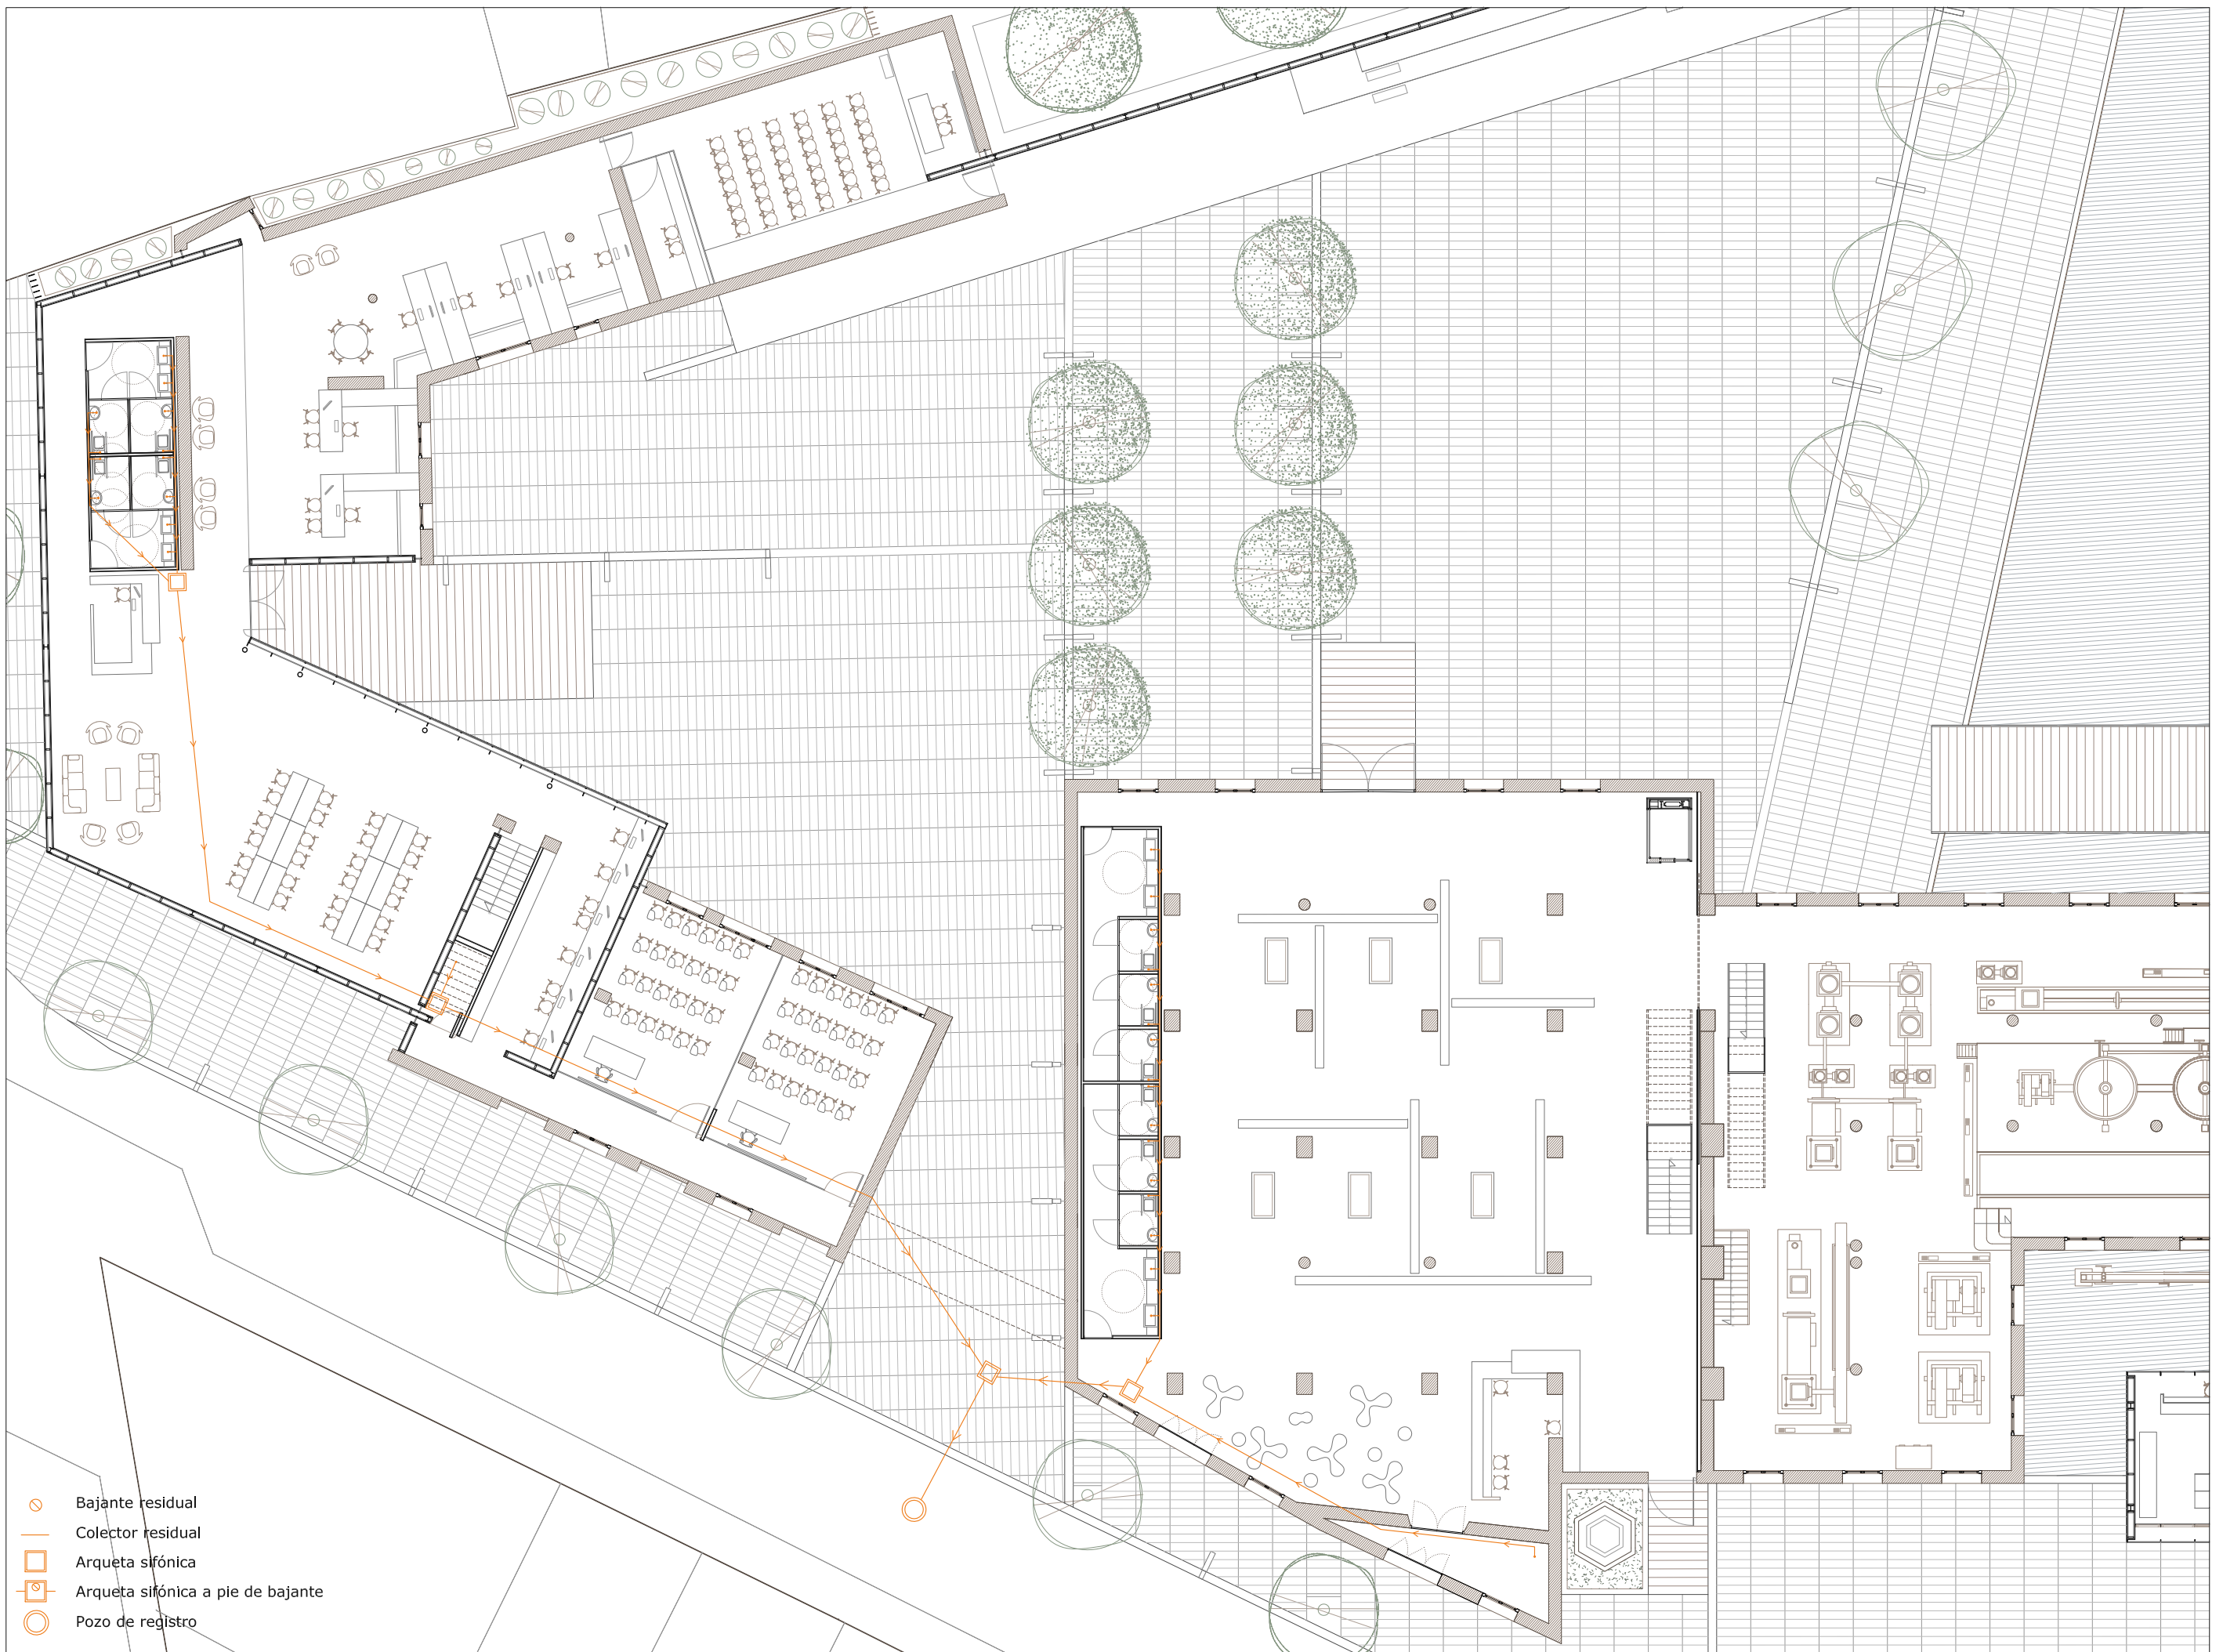 Bajante residual
Colector residual
Arqueta sifónica
Arqueta sifónica a pie de bajante
Pozo de registro